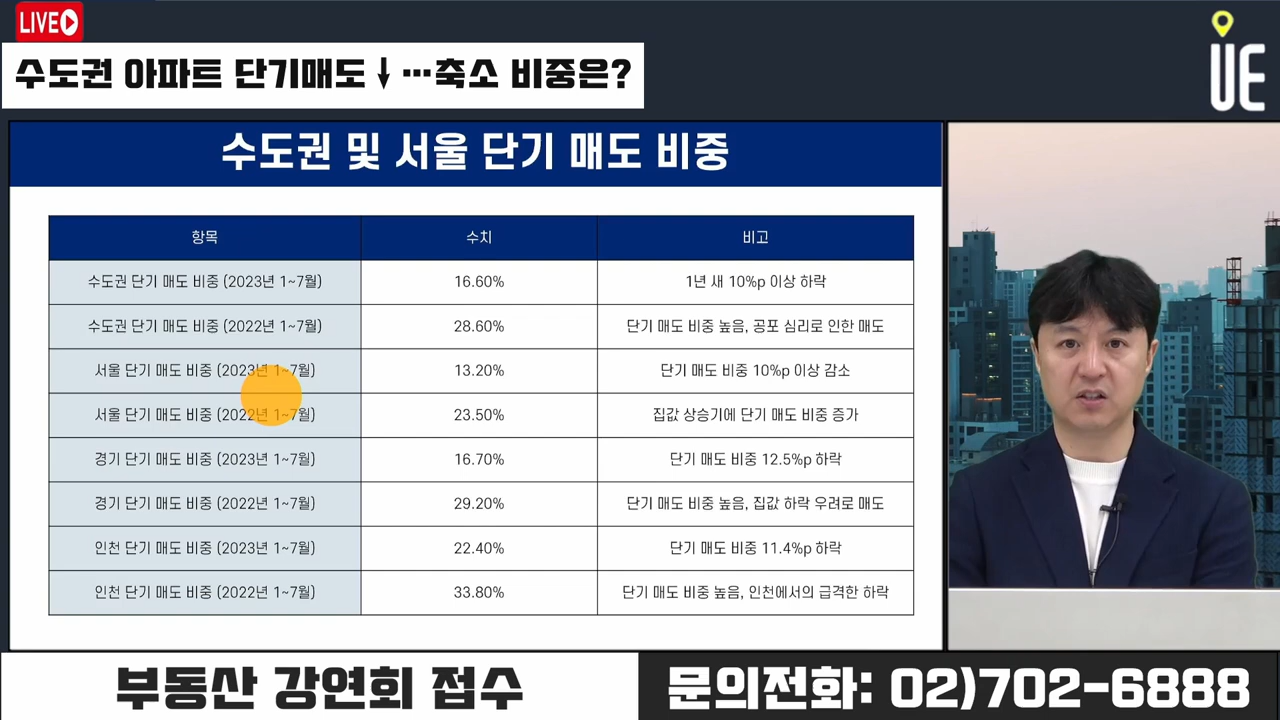 LIVE
수도권 아파트 단기매도↓…축소 비중은?
UE
수도권 및 서울 단기 매도 비중
항목 수치 비고
수도권 단기 매도 비중 (2023년 1~7월) 16.60% 1년 새 10%p 이상 하락
수도권 단기 매도 비중 (2022년 1~7월) 28.60% 단기 매도 비중 높음, 공포 심리로 인한 매도
서울 단기 매도 비중 (2023년 1~7월) 13.20% 단기 매도 비중 10%p 이상 감소
서울 단기 매도 비중 (2022년 1~7월) 23.50% 집값 상승기에 단기 매도 비중 증가
경기 단기 매도 비중 (2023년 1~7월) 16.70% 단기 매도 비중 12.5%p 하락
경기 단기 매도 비중 (2022년 1~7월) 29.20% 단기 매도 비중 높음, 집값 하락 우려로 매도
인천 단기 매도 비중 (2023년 1~7월) 22.40% 단기 매도 비중 11.4%p 하락
인천 단기 매도 비중 (2022년 1~7월) 33.80% 단기 매도 비중 높음, 인천에서의 급격한 하락
부동산 강연회 접수
문의전화: 02)702-6888